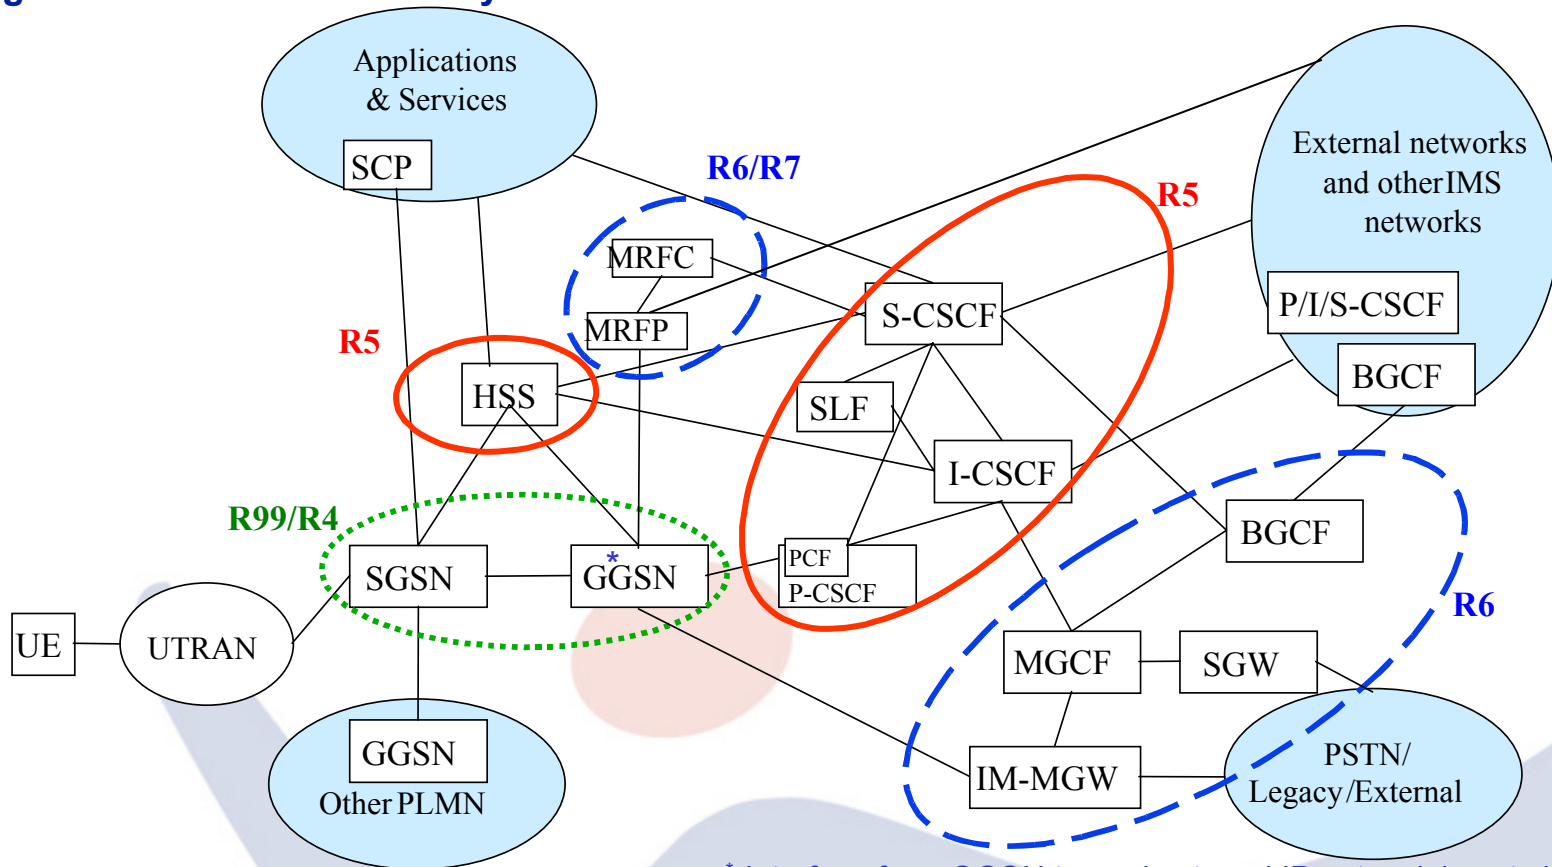 Applications
& Services
SCP
R6/R7
MRFC
MRFP
R5
HSS
R5
S-CSCF
SLF
I-CSCF
PCF
P-CSCF
External networks
and otherIMS
networks
P/I/S-CSCF
BGCF
BGCF
R99/R4
SGSN
*
GGSN
UE
UTRAN
GGSN
Other PLMN
R6
MGCF
SGW
IM-MGW
PSTN/
Legacy/External